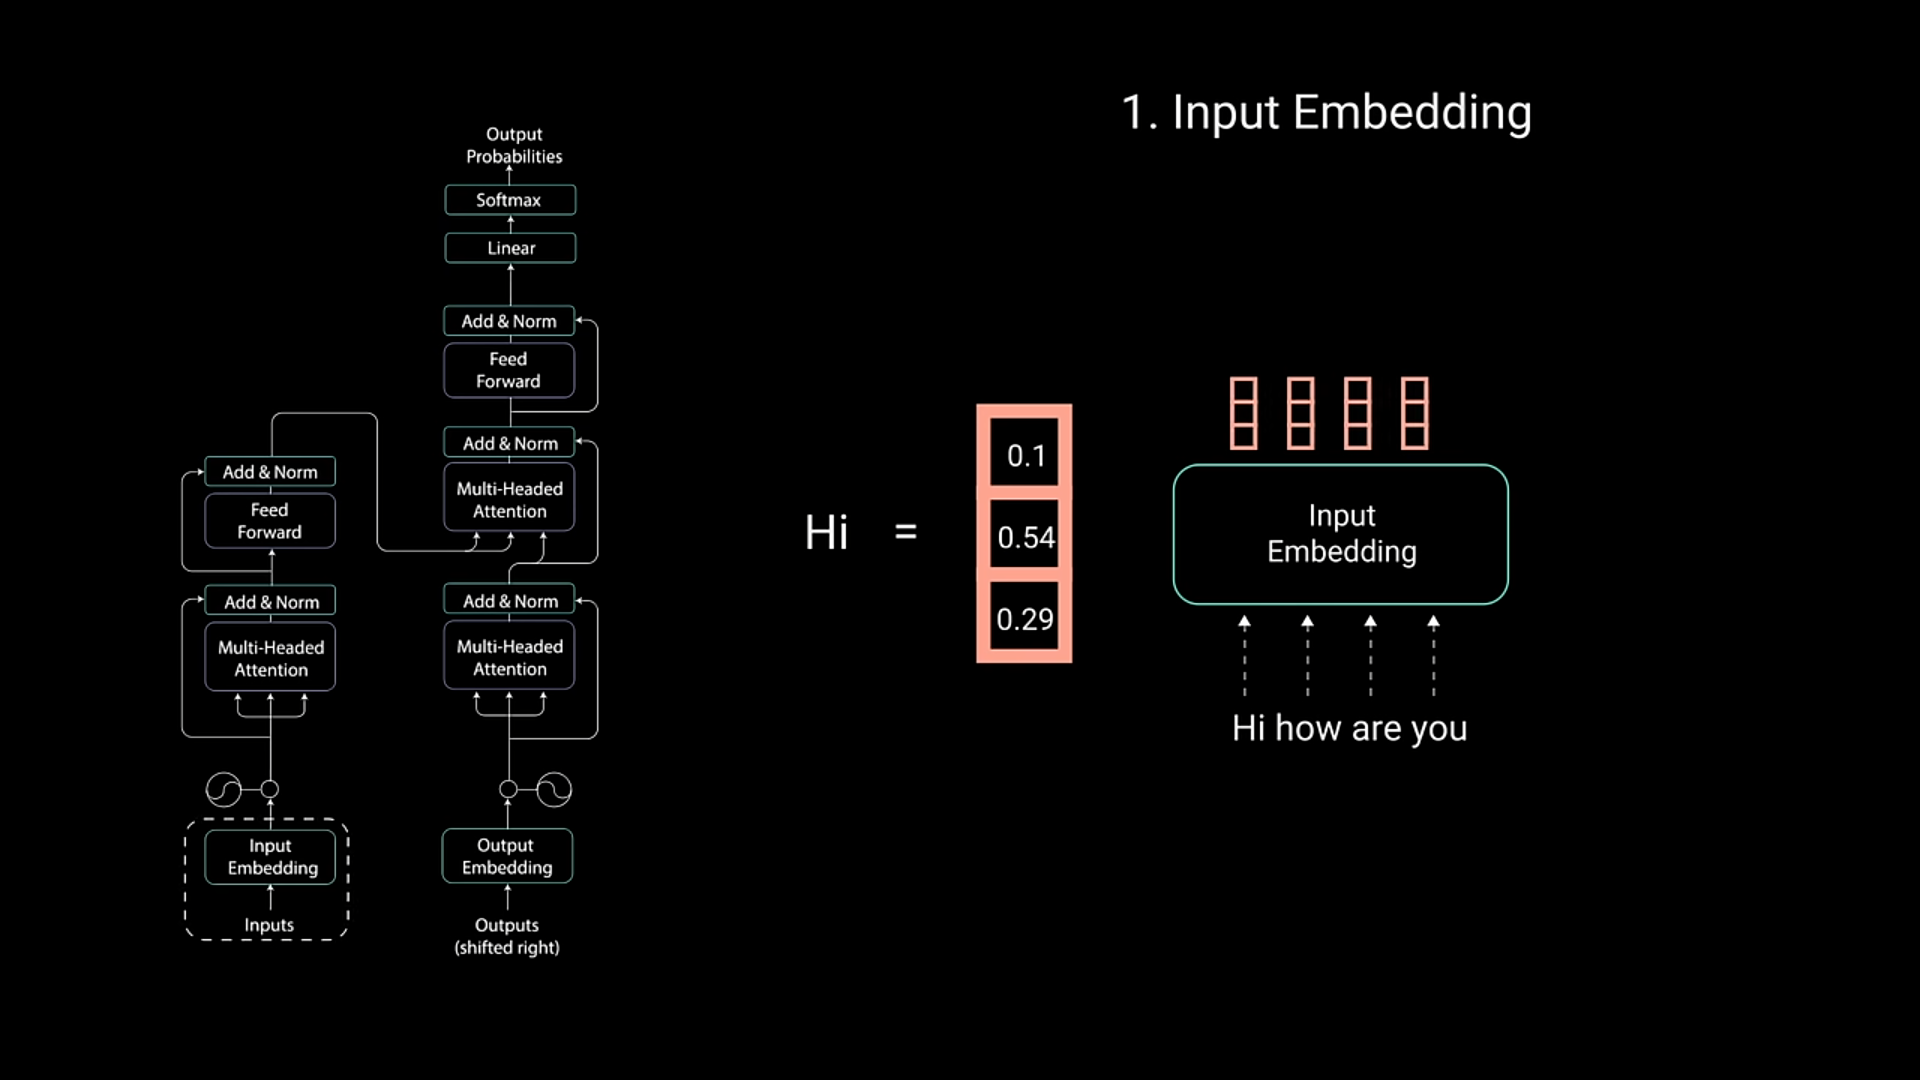 1. Input Embedding
Output
Probabilities
Softmax
Linear
Add & Norm
Feed
Forward
Add & Norm
Multi-Headed
Attention
Add & Norm
Multi-Headed
Attention
Output
Embedding
Outputs
(shifted right)
Add & Norm
Feed
Forward
Add & Norm
Multi-Headed
Attention
Input
Embedding
Inputs
Hi =
0.1
0.54
0.29
Input
Embedding
Hi how are you